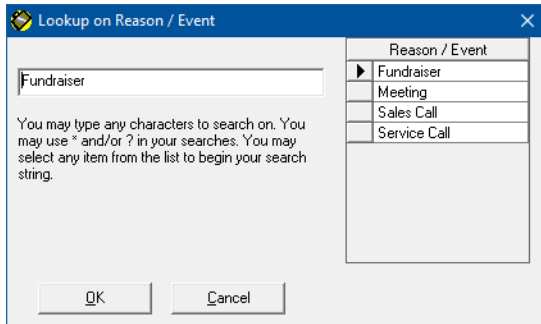 Lookup on Reason / Event
Fundraiser
You may type any characters to search on. You
may use * and/or ? in your searches. You may
select any item from the list to begin your search
string.
OK
Cancel
Reason / Event
Fundraiser
Meeting
Sales Call
Service Call